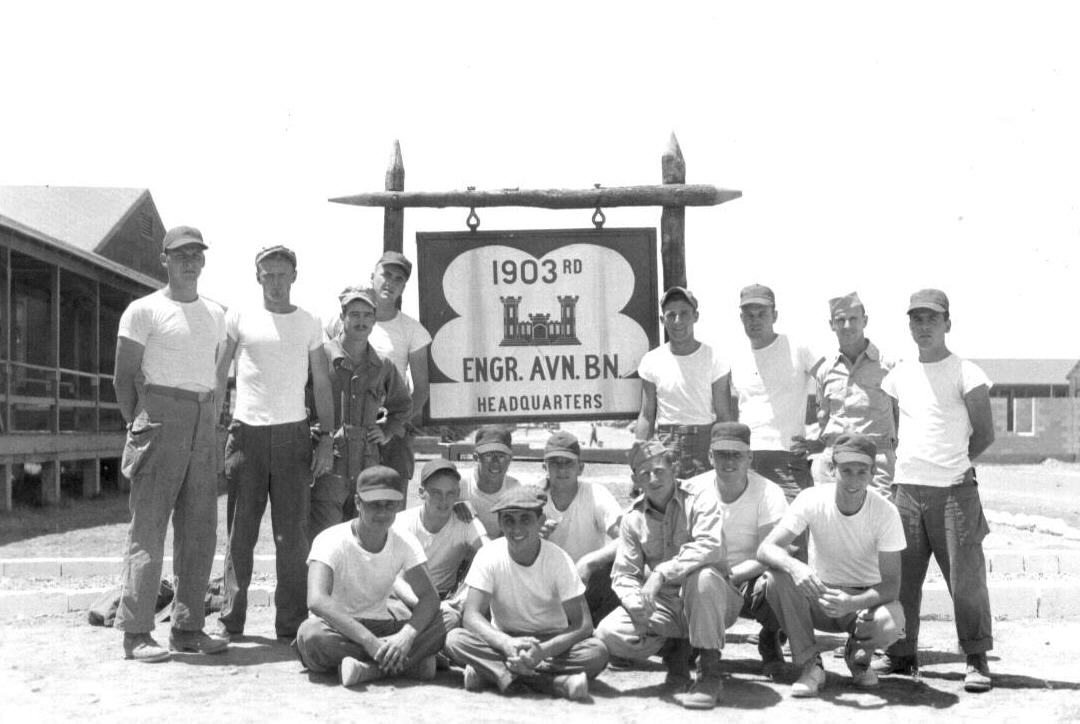 1903RD
ENGR. AVN. BN.
HEADQUARTERS